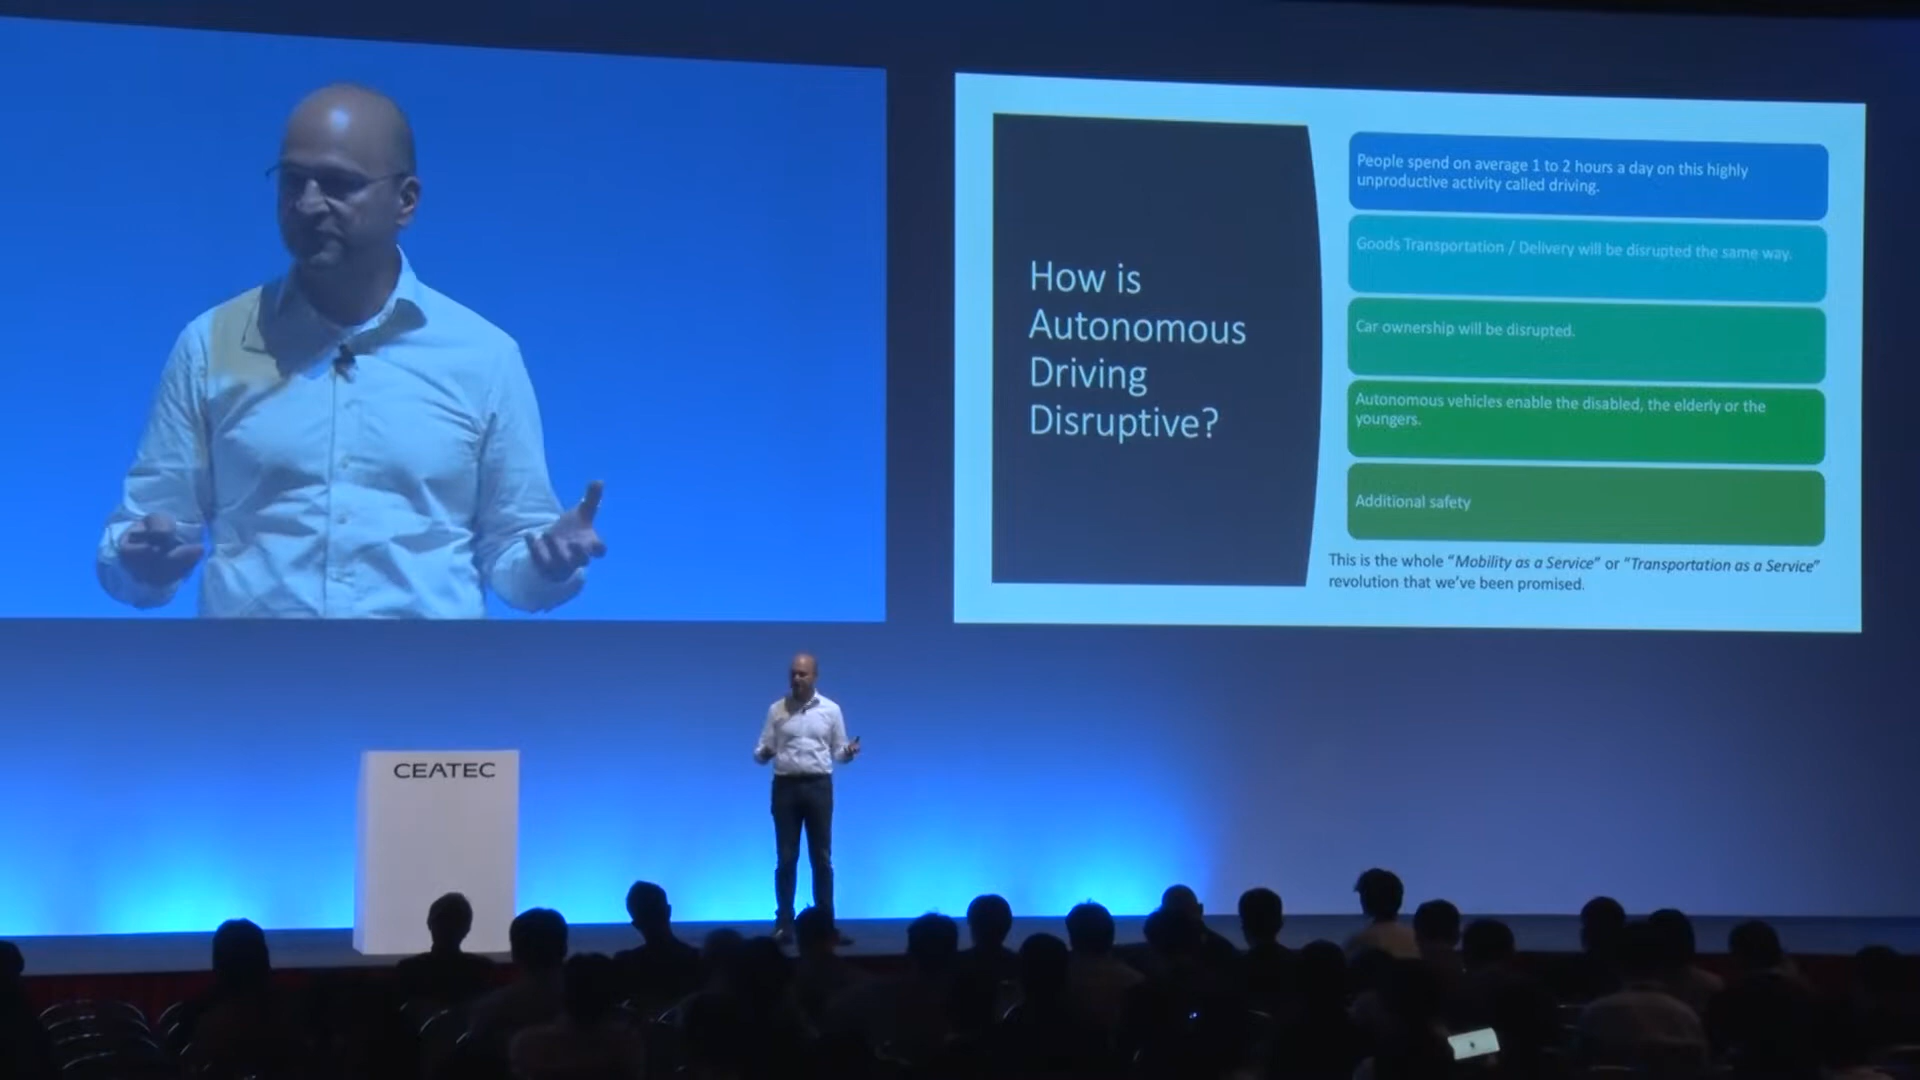 How is
Autonomous
Driving
Disruptive?
People spend on average 1 to 2 hours a day on this highly
unproductive activity called driving.
Goods Transportation / Delivery will be disrupted the same way.
Car ownership will be disrupted.
Autonomous vehicles enable the disabled, the elderly or the
youngers.
Additional safety
This is the whole “Mobility as a Service” or “Transportation as a Service”
revolution that we’ve been promised.
CEATEC